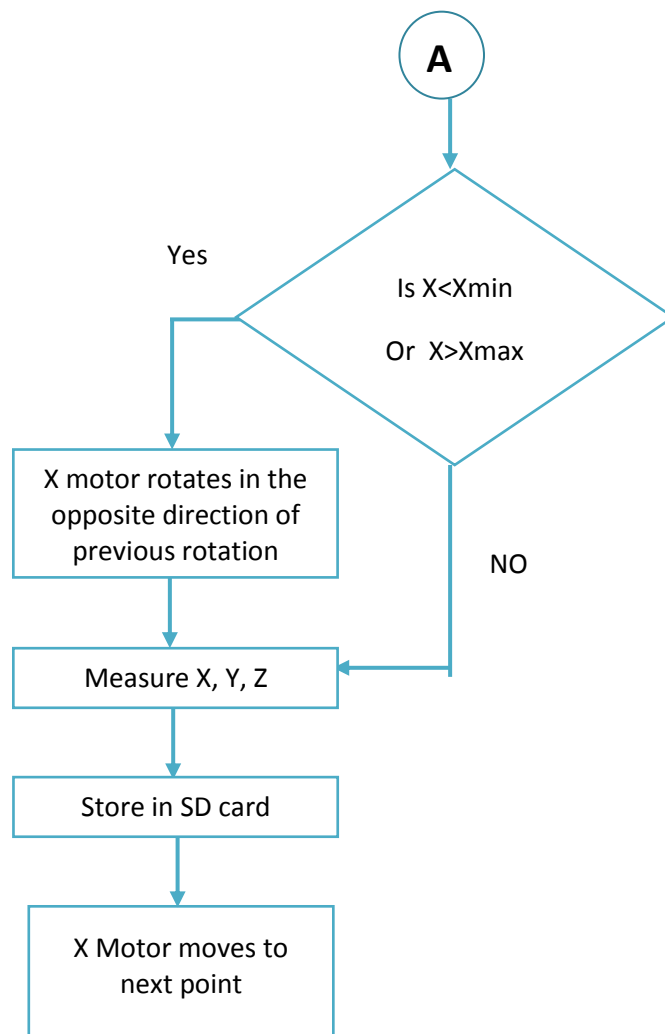 A
Yes
Is X<Xmin
Or X>Xmax
X motor rotates in the
opposite direction of
previous rotation
NO
Measure X, Y, Z
Store in SD card
X Motor moves to
next point